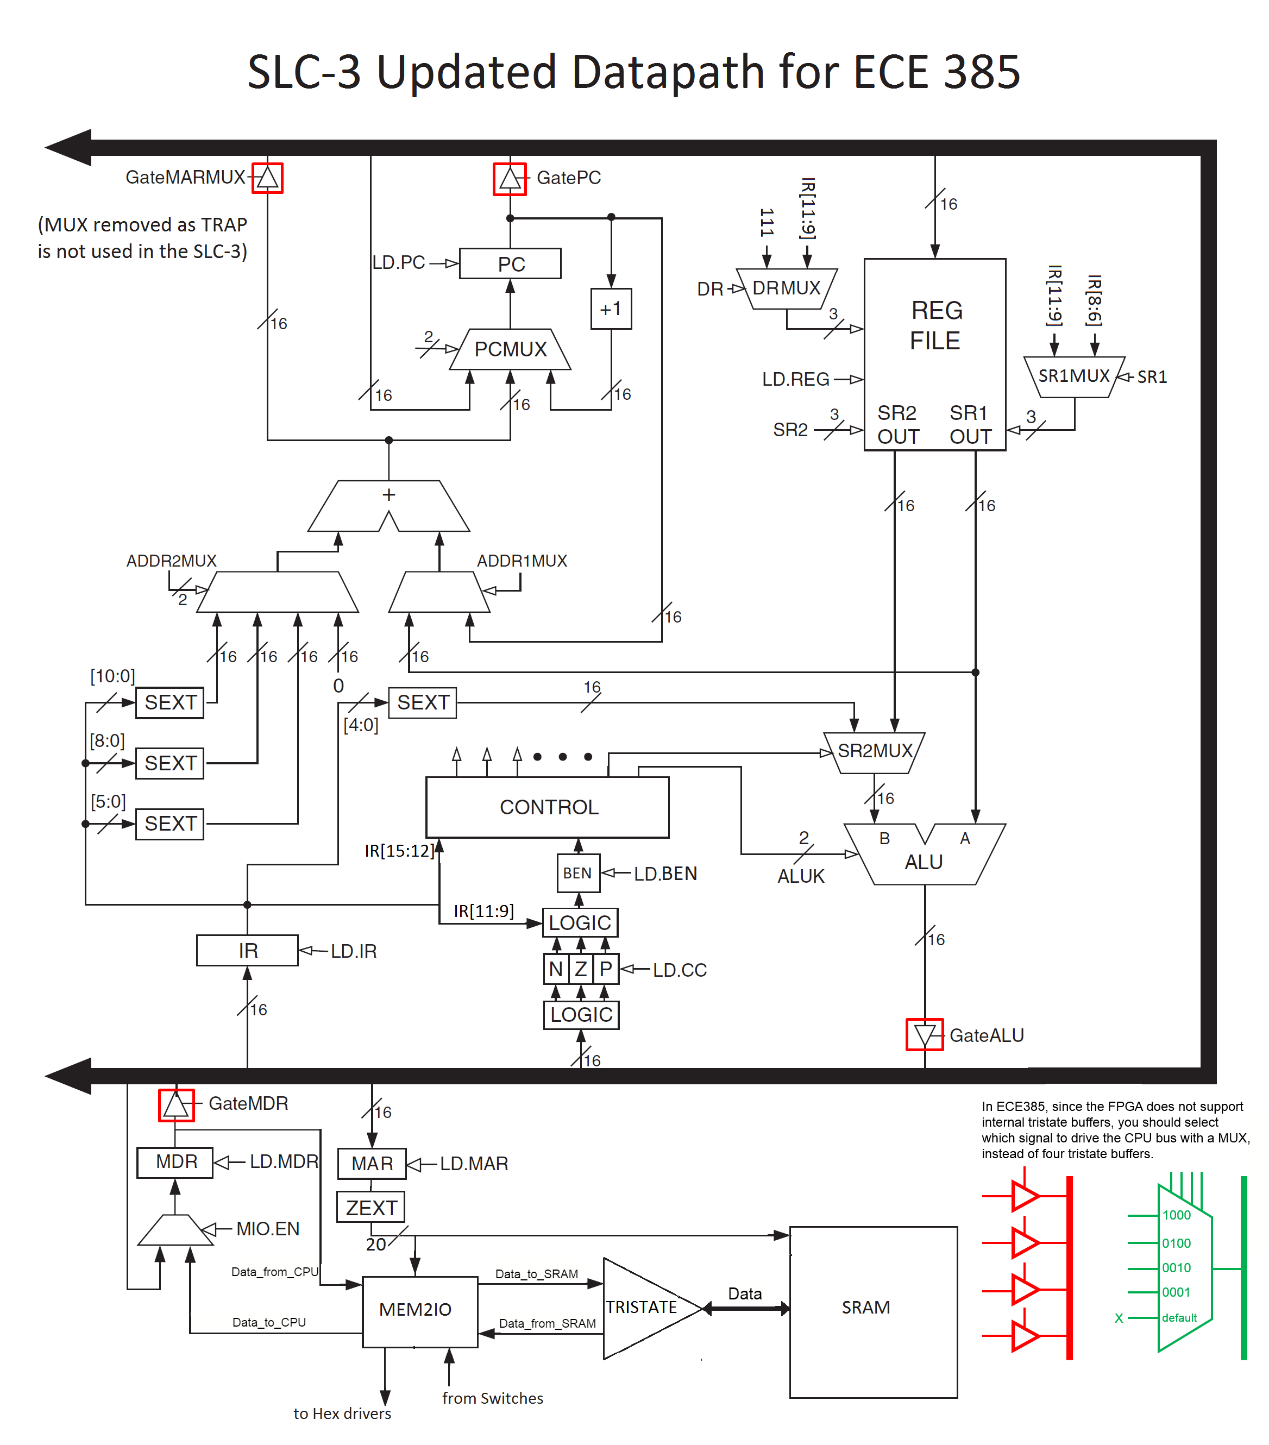 SLC-3 Updated Datapath for ECE 385
GateMARMUX
GatePC
(MUX removed as TRAP
is not used in the SLC-3)
16
IR[11:9]
111
LD.PC
PC
DR
DRMUX
IR[11:9]
IR[8:6]
+1
REG
FILE
3
16
2
PCMUX
LD.REG
SR1MUX
SR1
16
16
16
SR2
3
SR2
OUT
SR1
OUT
3
+
16
16
ADDR2MUX
2
ADDR1MUX
16
16
16
16
16
16
[10:0]
SEXT
0
[4:0]
SEXT
16
[8:0]
SEXT
SR2MUX
[5:0]
SEXT
CONTROL
16
B
A
ALU
2
ALUK
IR[15:12]
BEN
LD.BEN
IR[11:9]
LOGIC
16
IR
LD.IR
N
Z
P
LD.CC
16
LOGIC
16
GateALU
GateMDR
16
In ECE385, since the FPGA does not support
internal tristate buffers, you should select
which signal to drive the CPU bus with a MUX,
instead of four tristate buffers.
MDR
LD.MDR
MAR
LD.MAR
ZEXT
MIO.EN
20
1000
0100
0010
0001
X
default
Data_from_CPU
Data_to_SRAM
MEM2IO
TRISTATE
Data
SRAM
Data_to_CPU
Data_from_SRAM
from Switches
to Hex drivers